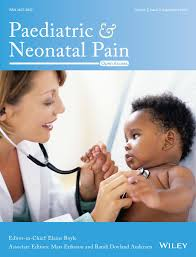 Paediatric &
Neonatal Pain
Open Access
Editor-in-Chief Elaine Boyle
Associate Editors: Mats Eriksson and Randi Dovland Andersen
WILEY